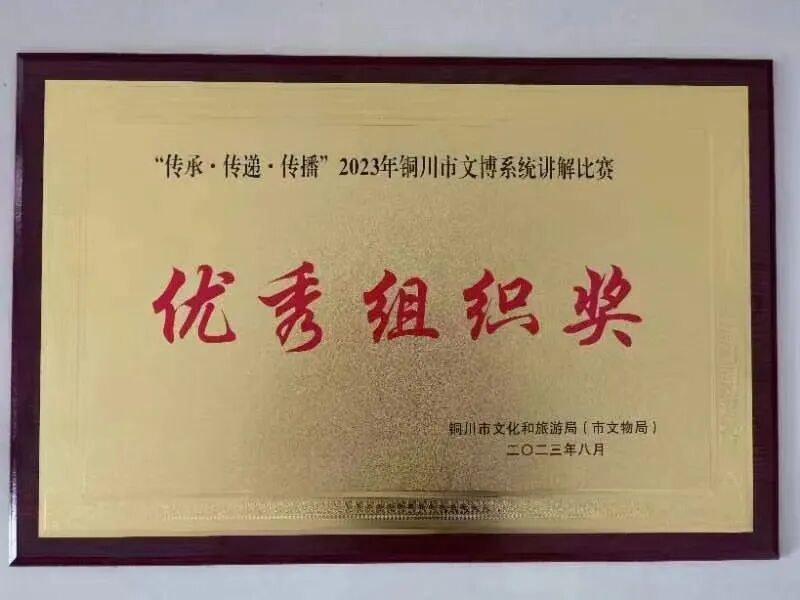 “传承·传递·传播”2023年铜川市文博系统讲解比赛
优秀组织奖
铜川市文化和旅游局(市文物局)
二〇二三年八月